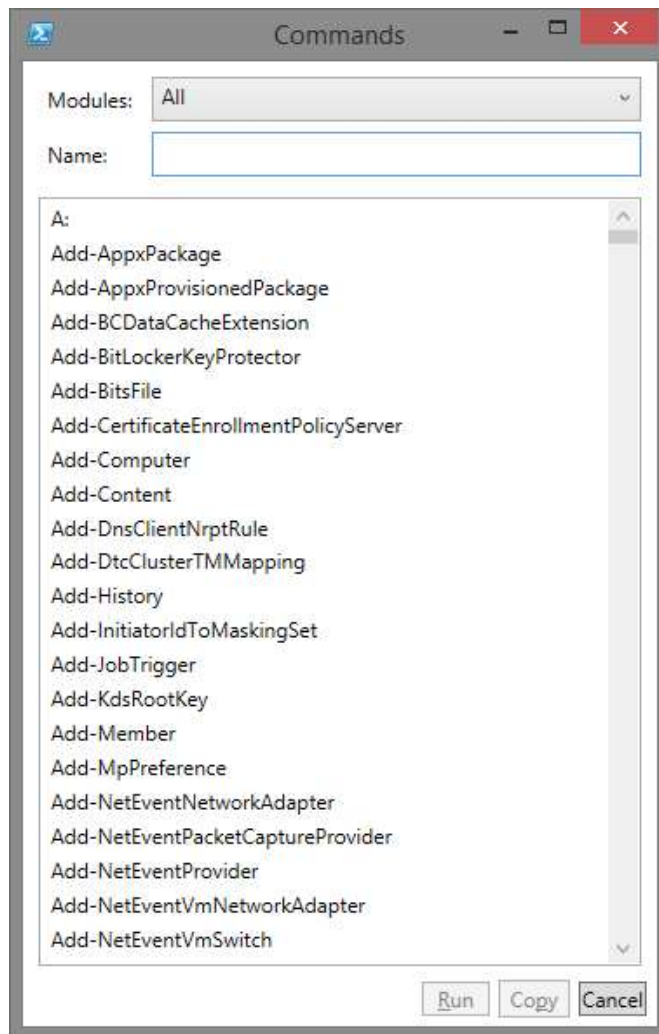 Commands
Modules: All
Name:
A:
Add-AppxPackage
Add-AppxProvisionedPackage
Add-BCDataCacheExtension
Add-BitLockerKeyProtector
Add-BitsFile
Add-CertificateEnrollmentPolicyServer
Add-Computer
Add-Content
Add-DnsClientNrptRule
Add-DtcClusterTMMapping
Add-History
Add-InitiatorIdToMaskingSet
Add-JobTrigger
Add-KdsRootKey
Add-Member
Add-MpPreference
Add-NetEventNetworkAdapter
Add-NetEventPacketCaptureProvider
Add-NetEventProvider
Add-NetEventVmNetworkAdapter
Add-NetEventVmSwitch
Run Copy Cancel